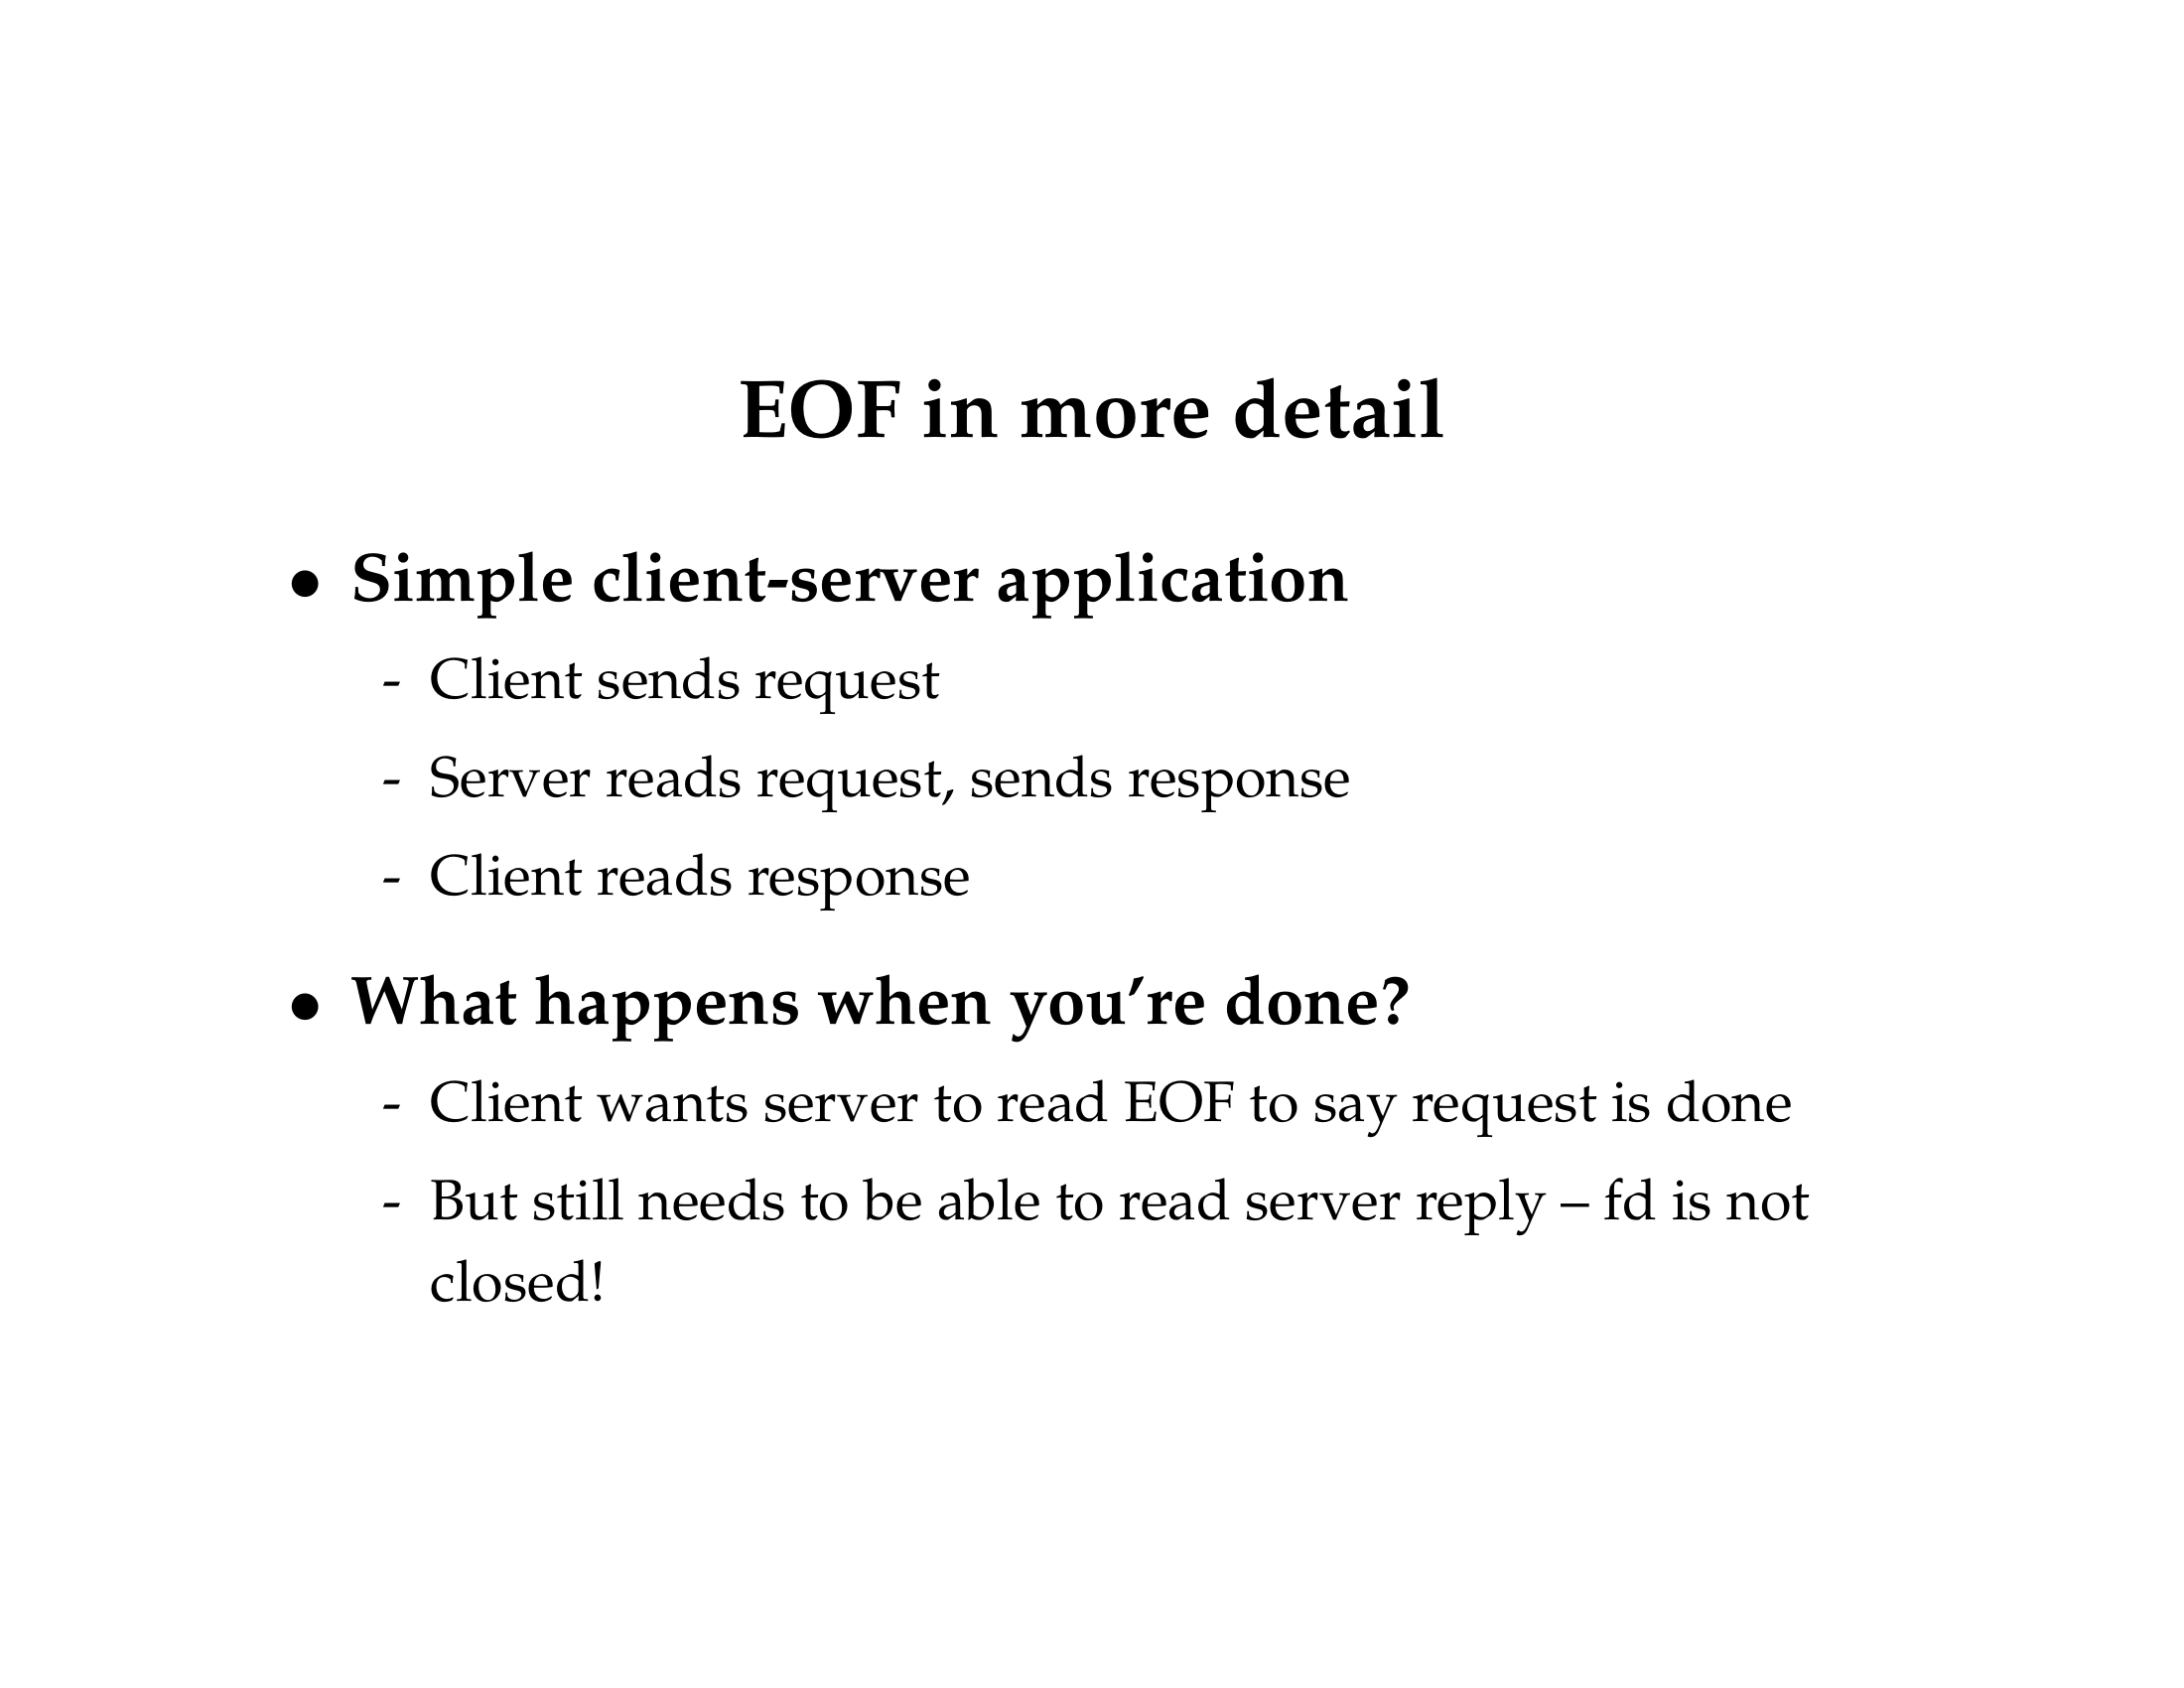 EOF in more detail
• Simple client-server application
- Client sends request
- Server reads request, sends response
- Client reads response
• What happens when you're done?
- Client wants server to read EOF to say request is done
- But still needs to be able to read server reply – fd is not
closed!